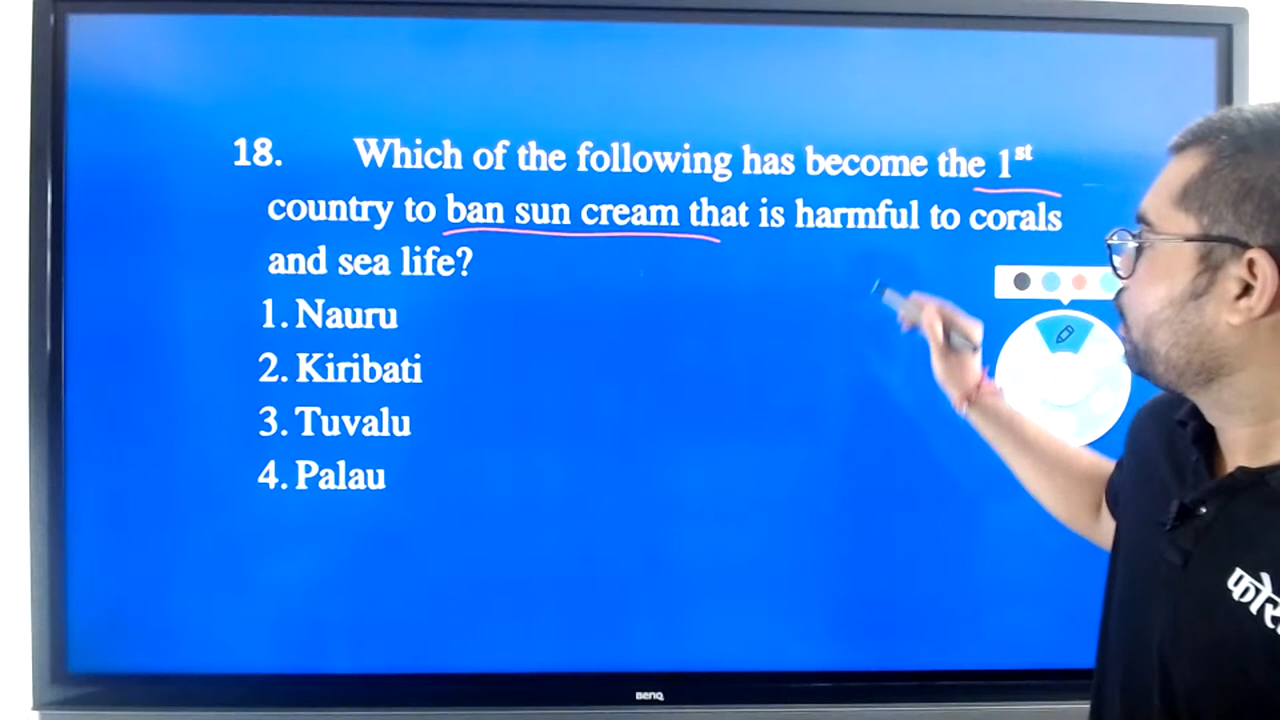 18. Which of the following has become the 1st
country to ban sun cream that is harmful to corals
and sea life?
1. Nauru
2. Kiribati
3. Tuvalu
4. Palau
BenQ